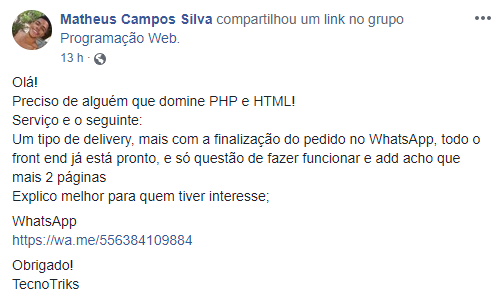 Matheus Campos Silva compartilhou um link no grupo
Programação Web.
13 h ·
Olá!
Preciso de alguém que domine PHP e HTML!
Serviço e o seguinte:
Um tipo de delivery, mais com a finalização do pedido no WhatsApp, todo o
front end já está pronto, e só questão de fazer funcionar e add acho que
mais 2 páginas
Explico melhor para quem tiver interesse;
WhatsApp
https://wa.me/556384109884
Obrigado!
TecnoTriks